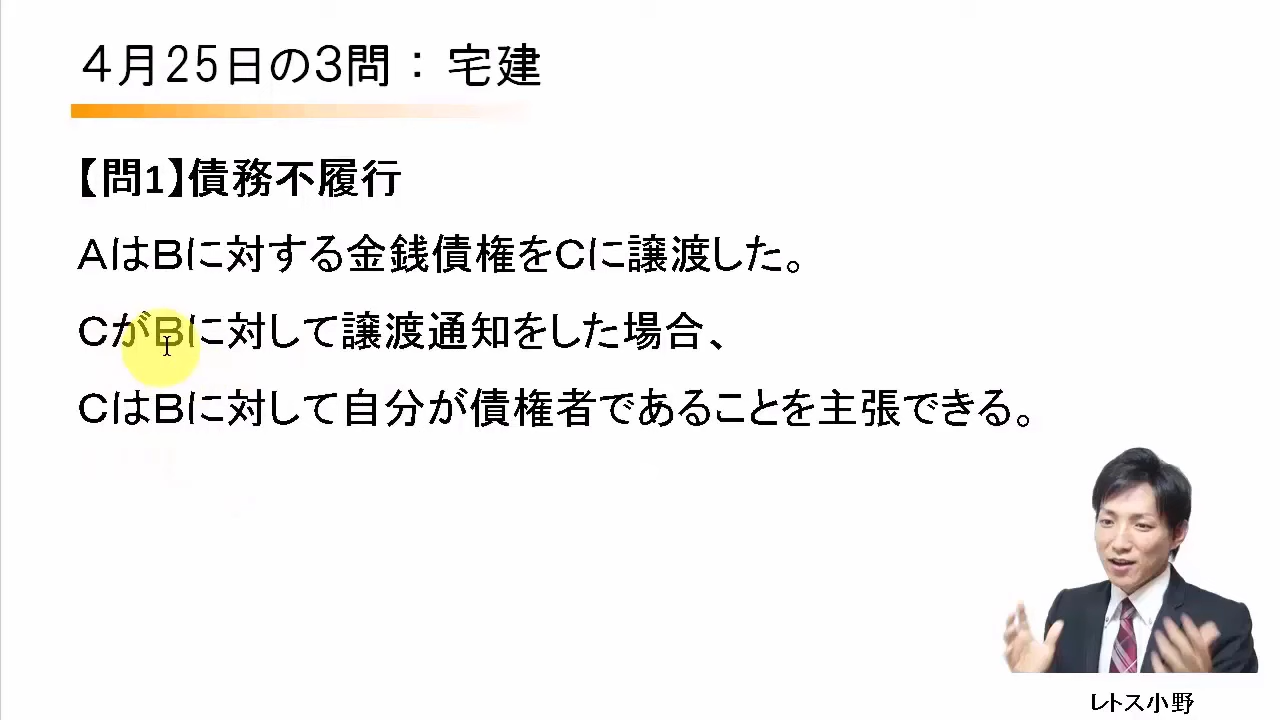 ４月25日の3問：宅建
【問1】債務不履行
ＡはＢに対する金銭債権をＣに譲渡した。
ＣがＢに対して譲渡通知をした場合、
ＣはＢに対して自分が債権者であることを主張できる。
レトス小野